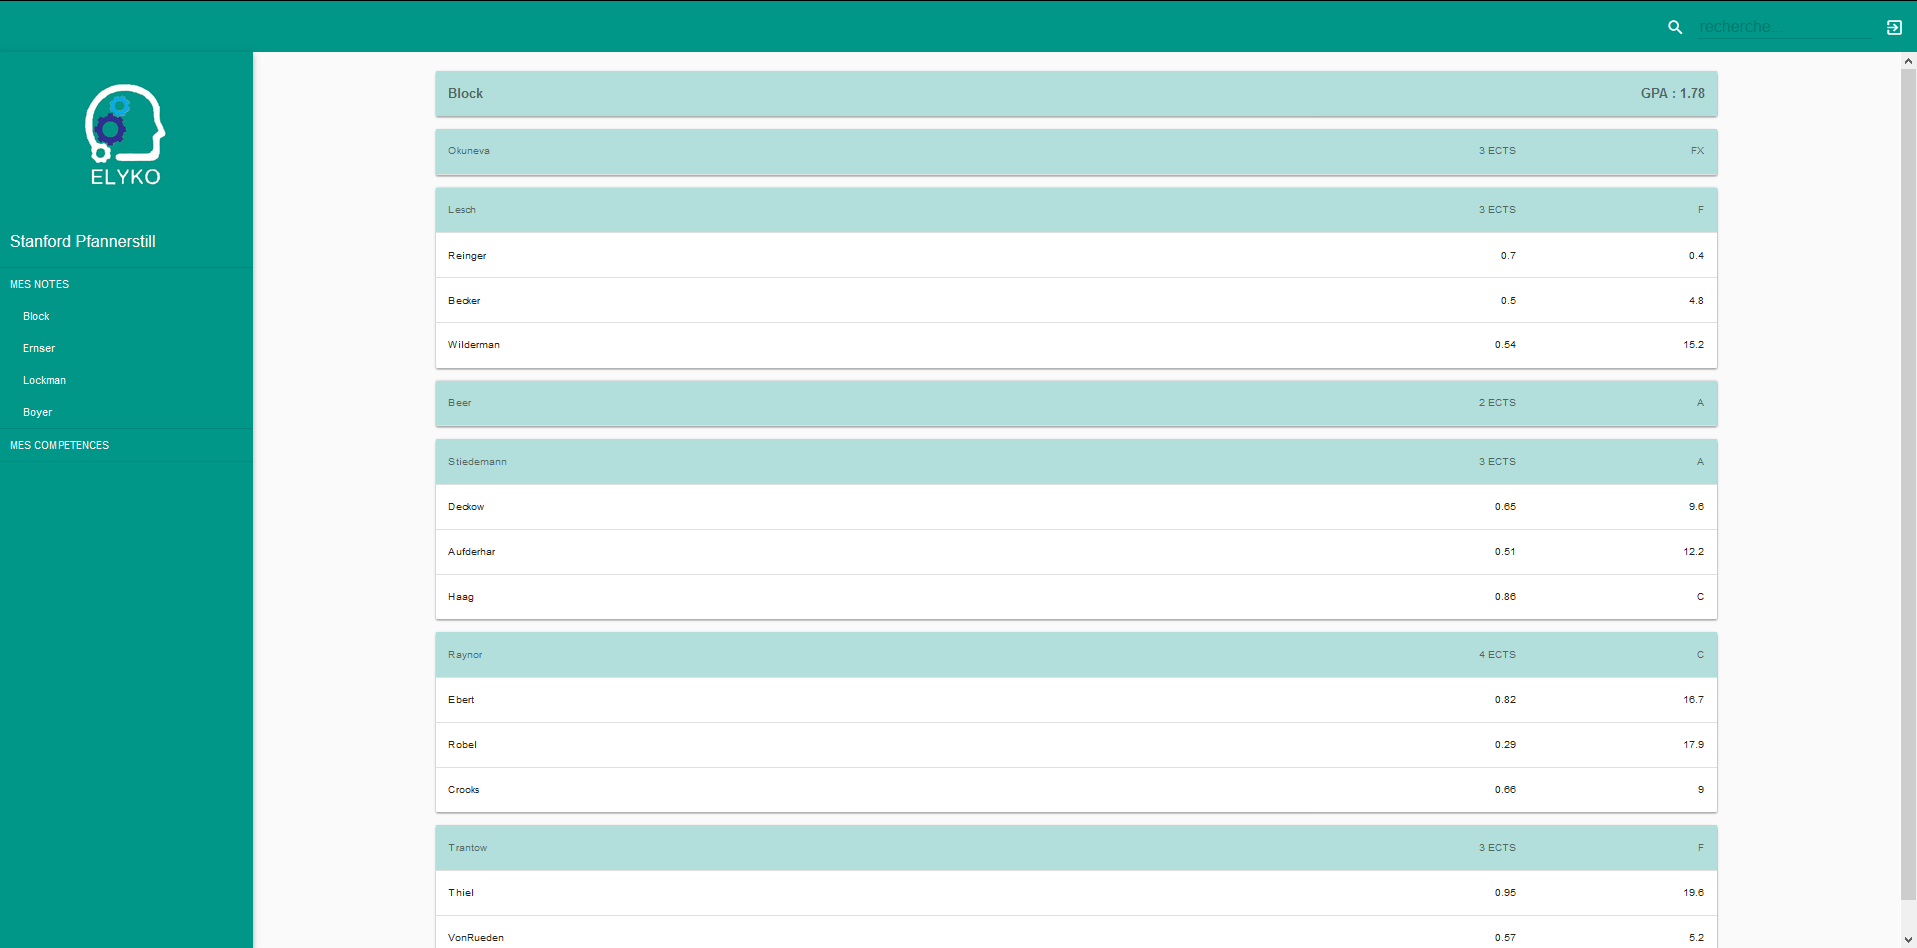 recherche...
ELYKO
Stanford Pfannerstill
MES NOTES
Block
Ernser
Lockman
Boyer
MES COMPETENCES
Block GPA : 1.78
Okuneva 3 ECTS FX
Lesch 3 ECTS F
Reinger 0.7 0.4
Becker 0.5 4.8
Wilderman 0.54 15.2
Beer 2 ECTS A
Stiedemann 3 ECTS A
Deckow 0.65 9.6
Aufderhar 0.51 12.2
Haag 0.86 C
Raynor 4 ECTS C
Ebert 0.82 16.7
Robel 0.29 17.9
Crooks 0.66 9
Trantow 3 ECTS F
Thiel 0.95 19.6
VonRueden 0.57 5.2